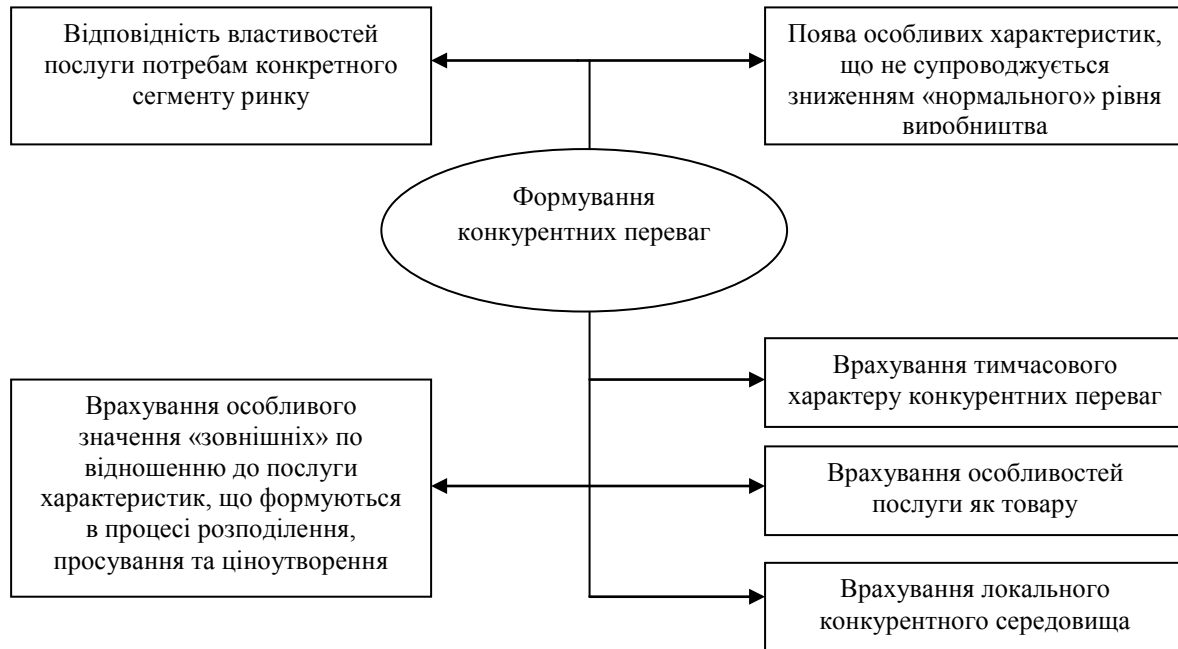 Відповідність властивостей
послуги потребам конкретного
сегменту ринку
Поява особливих характеристик,
що не супроводжується
зниженням «нормального» рівня
виробництва
Формування
конкурентних переваг
Врахування тимчасового
характеру конкурентних переваг
Врахування особливого
значення «зовнішніх» по
відношенню до послуги
характеристик, що формуються
в процесі розподілення,
просування та ціноутворення
Врахування особливостей
послуги як товару
Врахування локального
конкурентного середовища